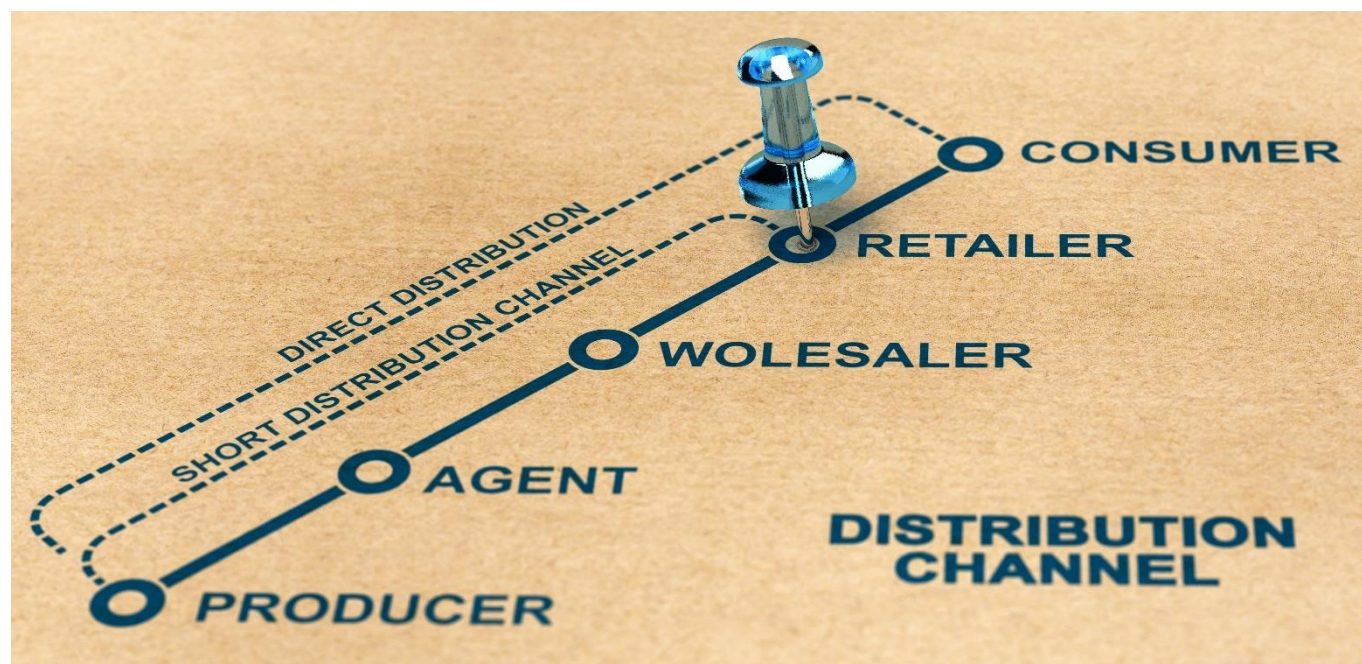 CONSUMER
RETAILER
DIRECT DISTRIBUTION
SHORT DISTRIBUTION CHANNEL
WOLESALER
AGENT
DISTRIBUTION
CHANNEL
PRODUCER